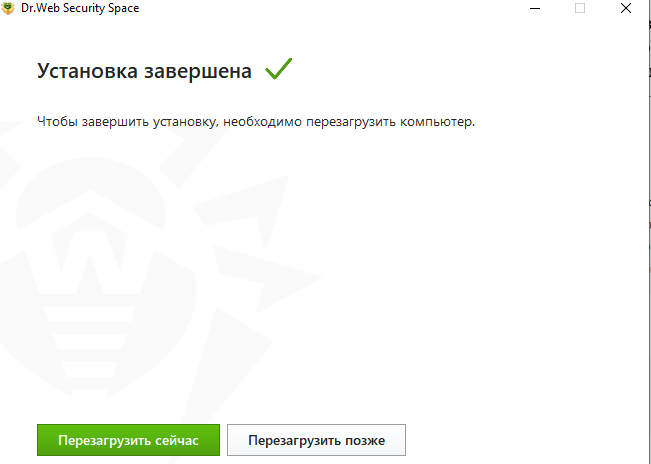 Dr.Web Security Space
Установка завершена
Чтобы завершить установку, необходимо перезагрузить компьютер.
Перезагрузить сейчас
Перезагрузить позже